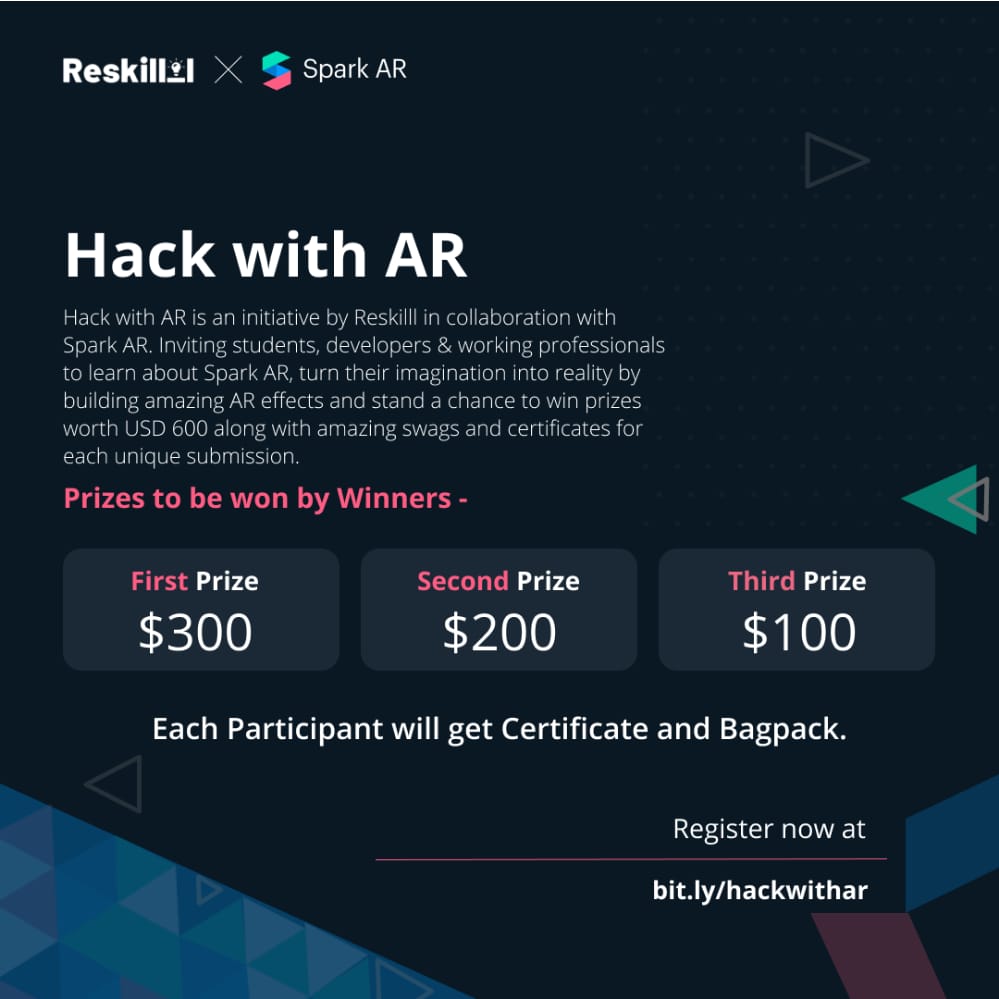 Reskilll × Spark AR
Hack with AR
Hack with AR is an initiative by Reskilll in collaboration with
Spark AR. Inviting students, developers & working professionals
to learn about Spark AR, turn their imagination into reality by
building amazing AR effects and stand a chance to win prizes
worth USD 600 along with amazing swags and certificates for
each unique submission.
Prizes to be won by Winners -
First Prize
$300
Second Prize
$200
Third Prize
$100
Each Participant will get Certificate and Bagpack.
Register now at
bit.ly/hackwithar